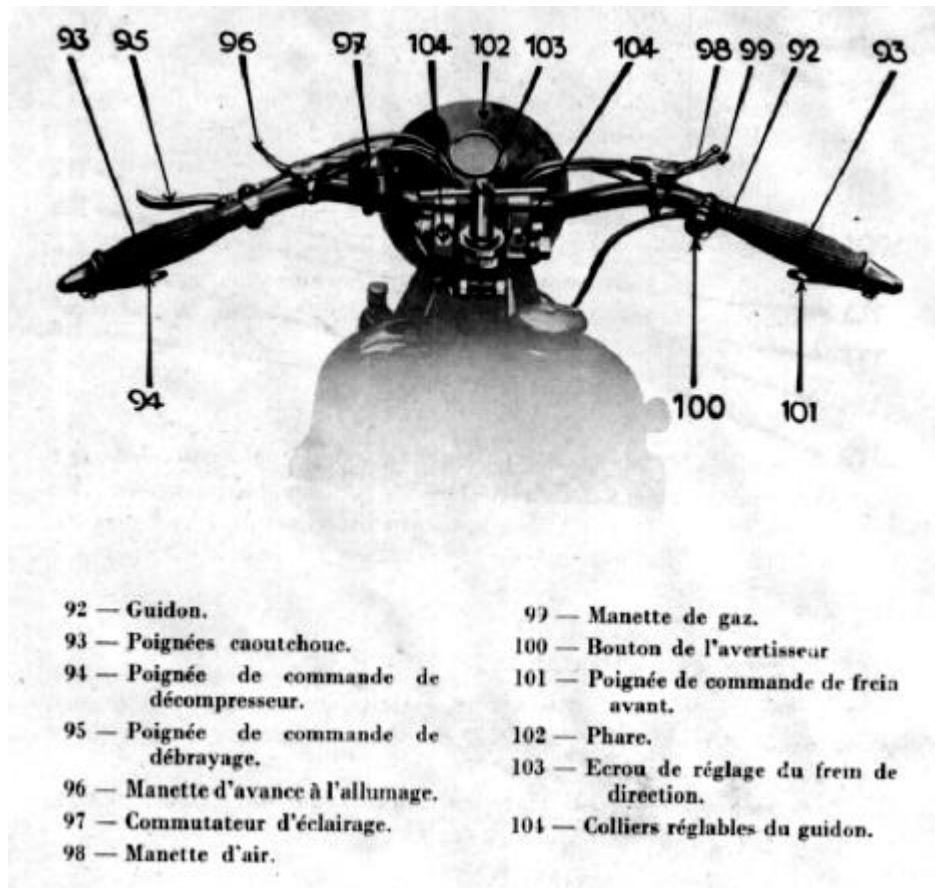 93 95 96 97 104 102 103 104 98 99 92 93
94 100 101
92 — Guidon.
93 — Poignées caoutchouc.
94 — Poignée de commande de
décompresseur.
95 — Poignée de commande de
débrayage.
96 — Manette d'avance à l'allumage.
97 — Commutateur d'éclairage.
98 — Manette d'air.
99 — Manette de gaz.
100 — Bouton de l'avertisseur
101 — Poignée de commande de frein
avant.
102 — Phare.
103 — Ecrou de réglage du frein de
direction.
104 — Colliers réglables du guidon.